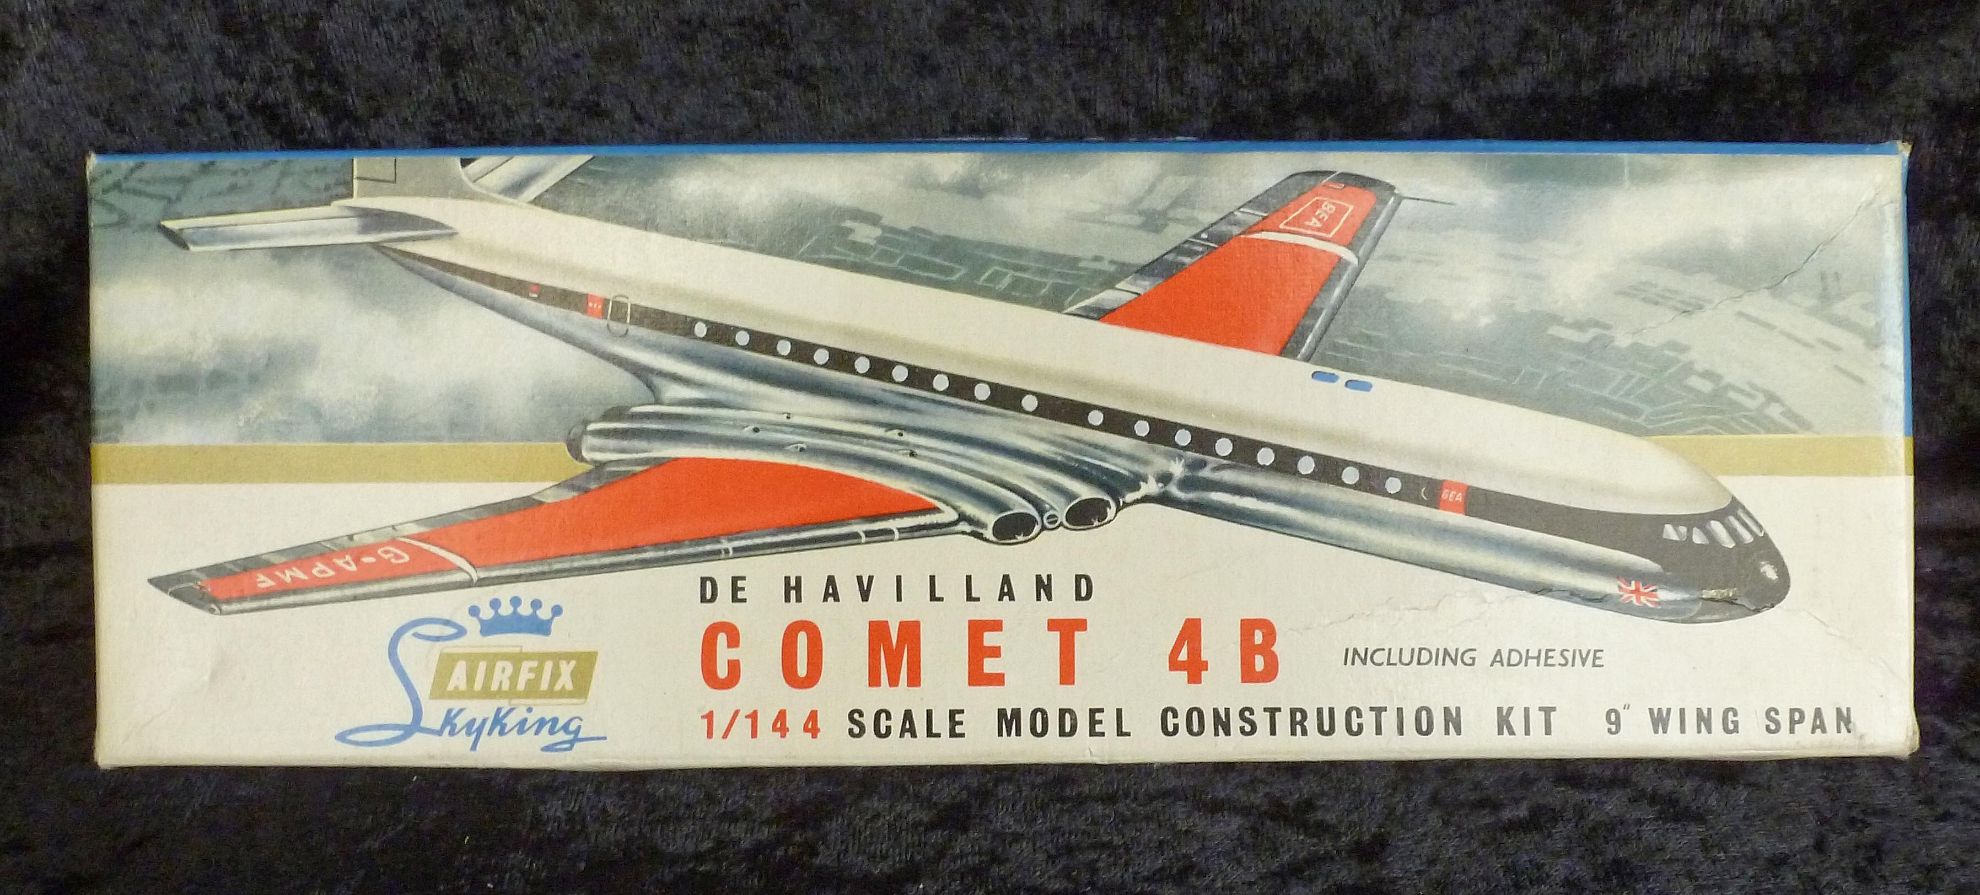 BEA
BEA
G-APMF
AIRFIX
SkyKing
DE HAVILLAND
COMET 4B
INCLUDING ADHESIVE
1/144 SCALE MODEL CONSTRUCTION KIT 9" WING SPAN